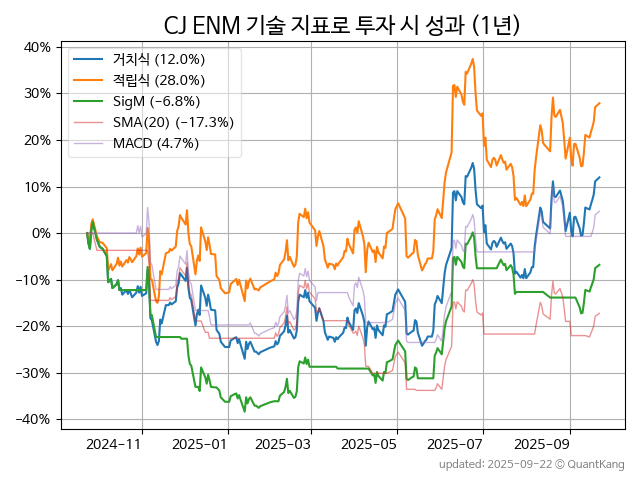 CJ ENM 기술 지표로 투자 시 성과 (1년)
40%
30%
20%
10%
0%
−10%
−20%
−30%
−40%
거치식 (12.0%)
적립식 (28.0%)
SigM (−6.8%)
SMA(20) (−17.3%)
MACD (4.7%)
2024-11
2025-01
2025-03
2025-05
2025-07
2025-09
updated: 2025-09-22 © QuantKang